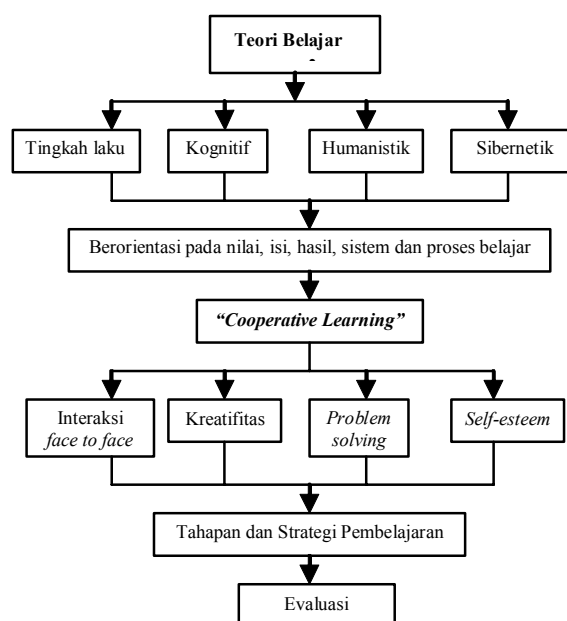 Teori Belajar
Tingkah laku
Kognitif
Humanistik
Sibernetik
Berorientasi pada nilai, isi, hasil, sistem dan proses belajar
“Cooperative Learning”
Interaksi
face to face
Kreatifitas
Problem
solving
Self-esteem
Tahapan dan Strategi Pembelajaran
Evaluasi